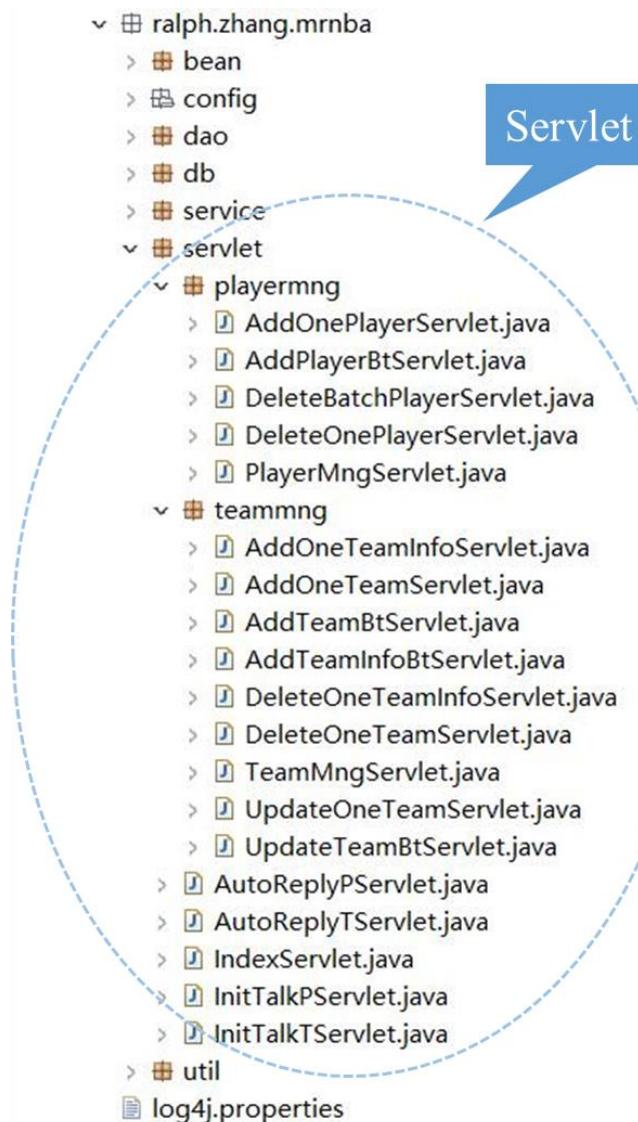 ralph.zhang.mrnba
bean
config
dao
db
service
servlet
playermng
AddOnePlayerServlet.java
AddPlayerBtServlet.java
DeleteBatchPlayerServlet.java
DeleteOnePlayerServlet.java
PlayerMngServlet.java
teammng
AddOneTeamInfoServlet.java
AddOneTeamServlet.java
AddTeamBtServlet.java
AddTeamInfoBtServlet.java
DeleteOneTeamInfoServlet.java
DeleteOneTeamServlet.java
TeamMngServlet.java
UpdateOneTeamServlet.java
UpdateTeamBtServlet.java
AutoReplyPServlet.java
AutoReplyTServlet.java
IndexServlet.java
InitTalkPServlet.java
InitTalkTServlet.java
util
log4j.properties
Servlet